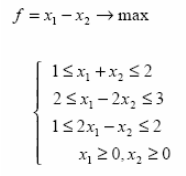 f = x₁ − x₂ → max
1 ≤ x₁ + x₂ ≤ 2
2 ≤ x₁ − 2x₂ ≤ 3
1 ≤ 2x₁ − x₂ ≤ 2
x₁ ≥ 0, x₂ ≥ 0